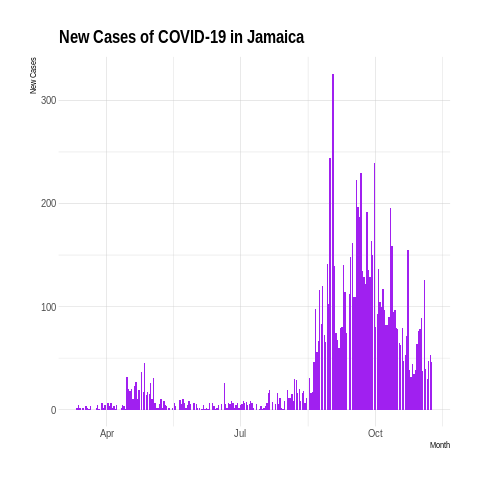 New Cases of COVID-19 in Jamaica
New Cases
300
200
100
0
Apr
Jul
Oct
Month